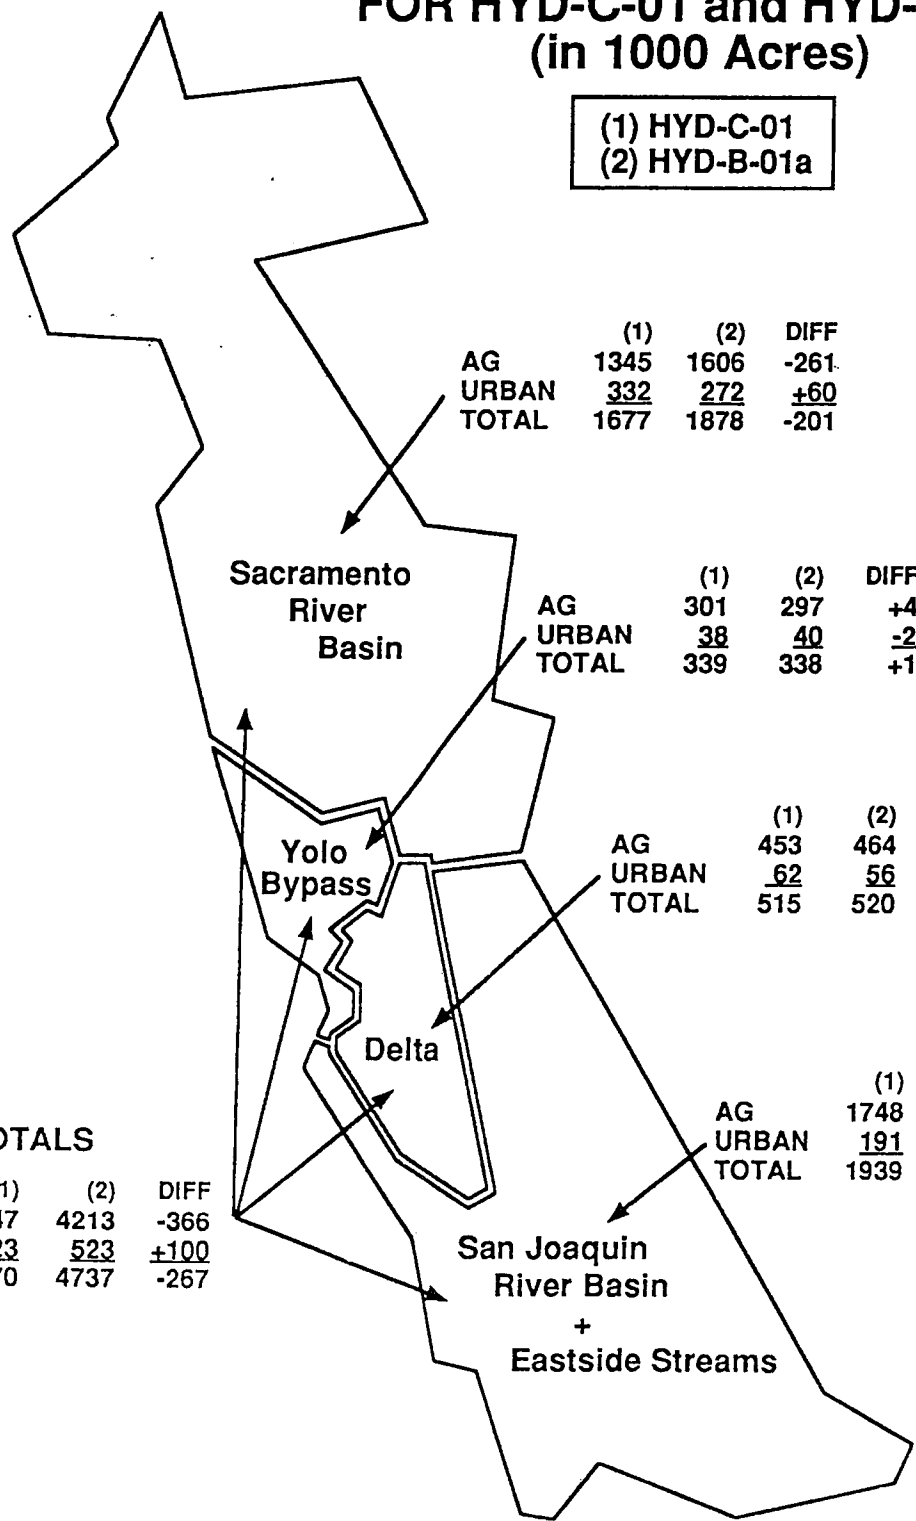 FOR HYD-C-01 and HYD-
(in 1000 Acres)
(1) HYD-C-01
(2) HYD-B-01a
(1) (2) DIFF
AG 1345 1606 -261
URBAN 332 272 +60
TOTAL 1677 1878 -201
Sacramento
River
Basin
(1) (2) DIFF
AG 301 297 +4
URBAN 38 40 -2
TOTAL 339 338 +1
Yolo
Bypass
(1) (2)
AG 453 464
URBAN 62 56
TOTAL 515 520
Delta
(1)
AG 1748
URBAN 191
TOTAL 1939
OTALS
1) (2) DIFF
47 4213 -366
23 523 +100
70 4737 -267
San Joaquin
River Basin
+
Eastside Streams